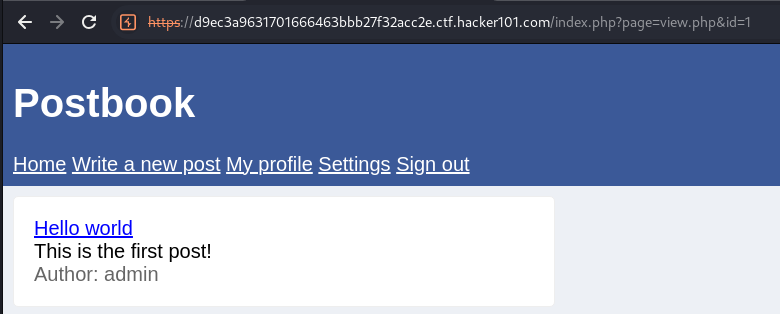 https://d9ec3a9631701666463bbb27f32acc2e.ctf.hacker101.com/index.php?page=view.php&id=1
Postbook
Home Write a new post My profile Settings Sign out
Hello world
This is the first post!
Author: admin